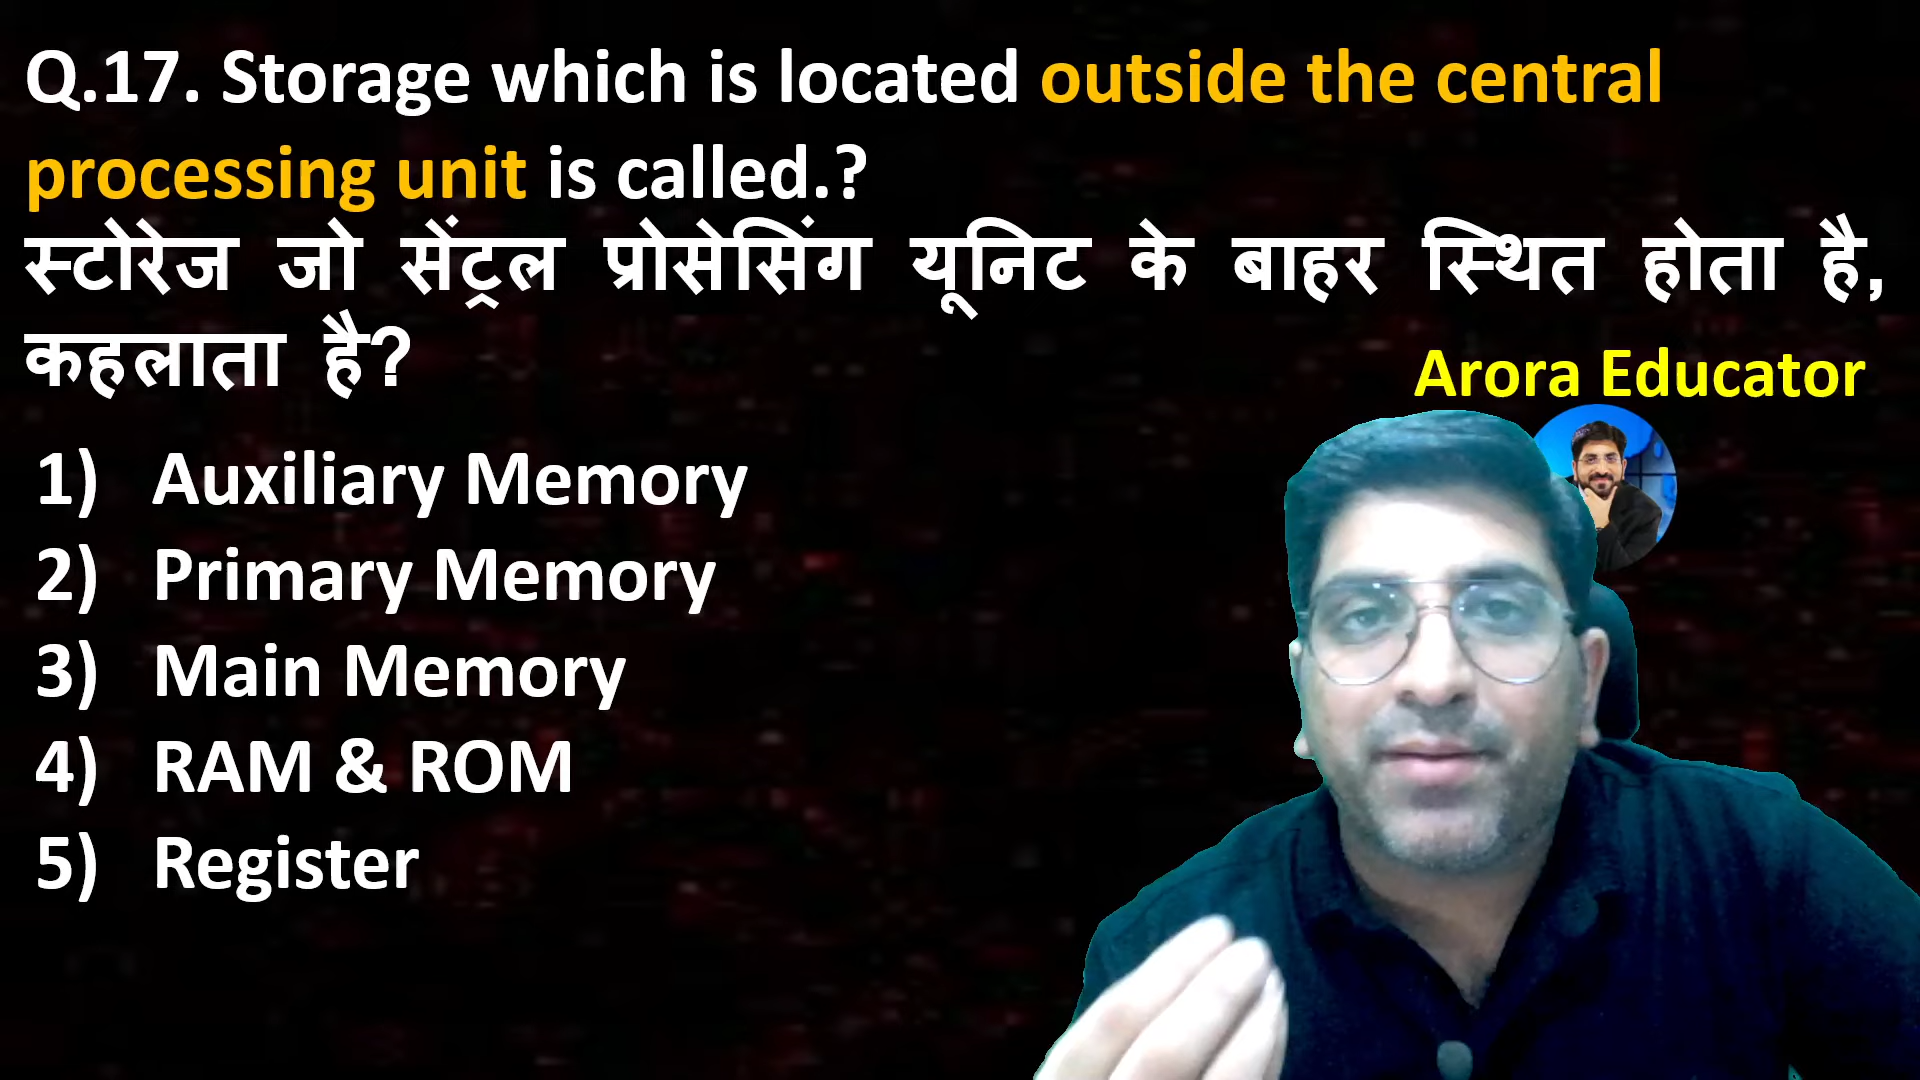 Q.17. Storage which is located outside the central
processing unit is called.?
स्टोरेज जो सेंट्रल प्रोसेसिंग यूनिट के बाहर स्थित होता है,
कहलाता है?
Arora Educator
1) Auxiliary Memory
2) Primary Memory
3) Main Memory
4) RAM & ROM
5) Register